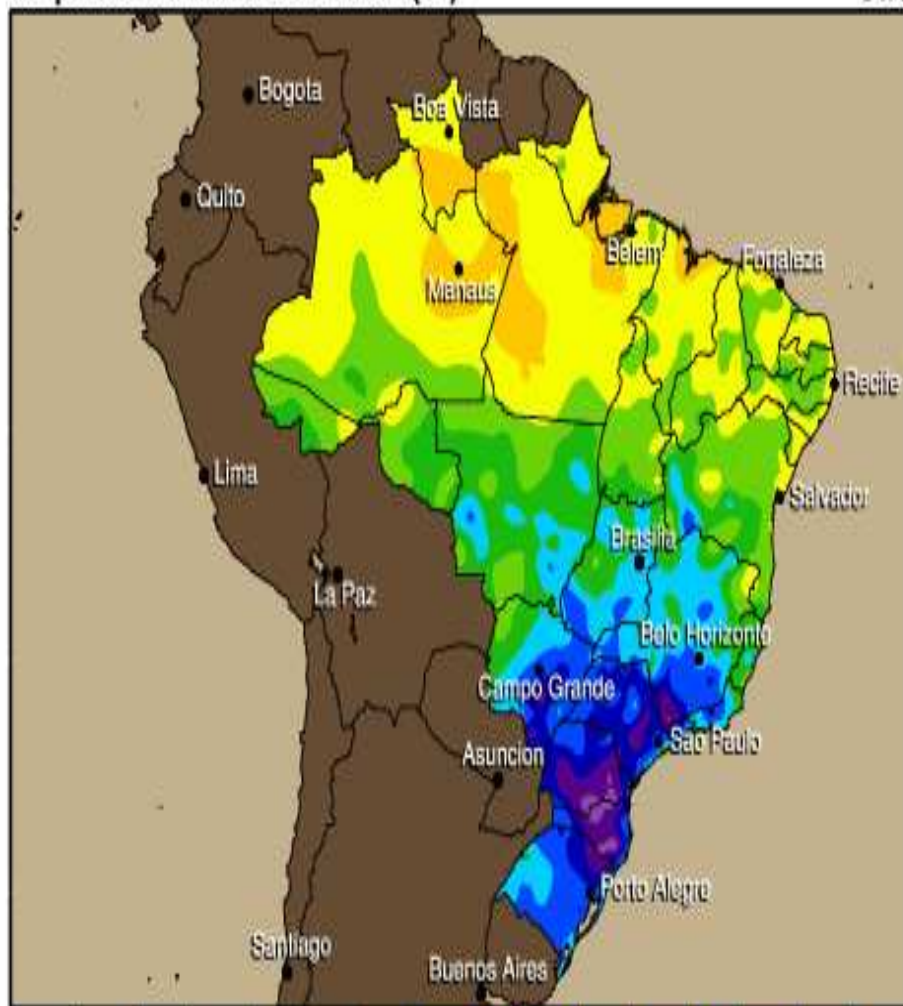 Bogota
Boa Vista
Quito
Belem
Fortaleza
Manaus
Recife
Lima
Salvador
Brasilia
La Paz
Belo Horizonte
Campo Grande
Sao Paulo
Asuncion
Porto Alegre
Santiago
Buenos Aires